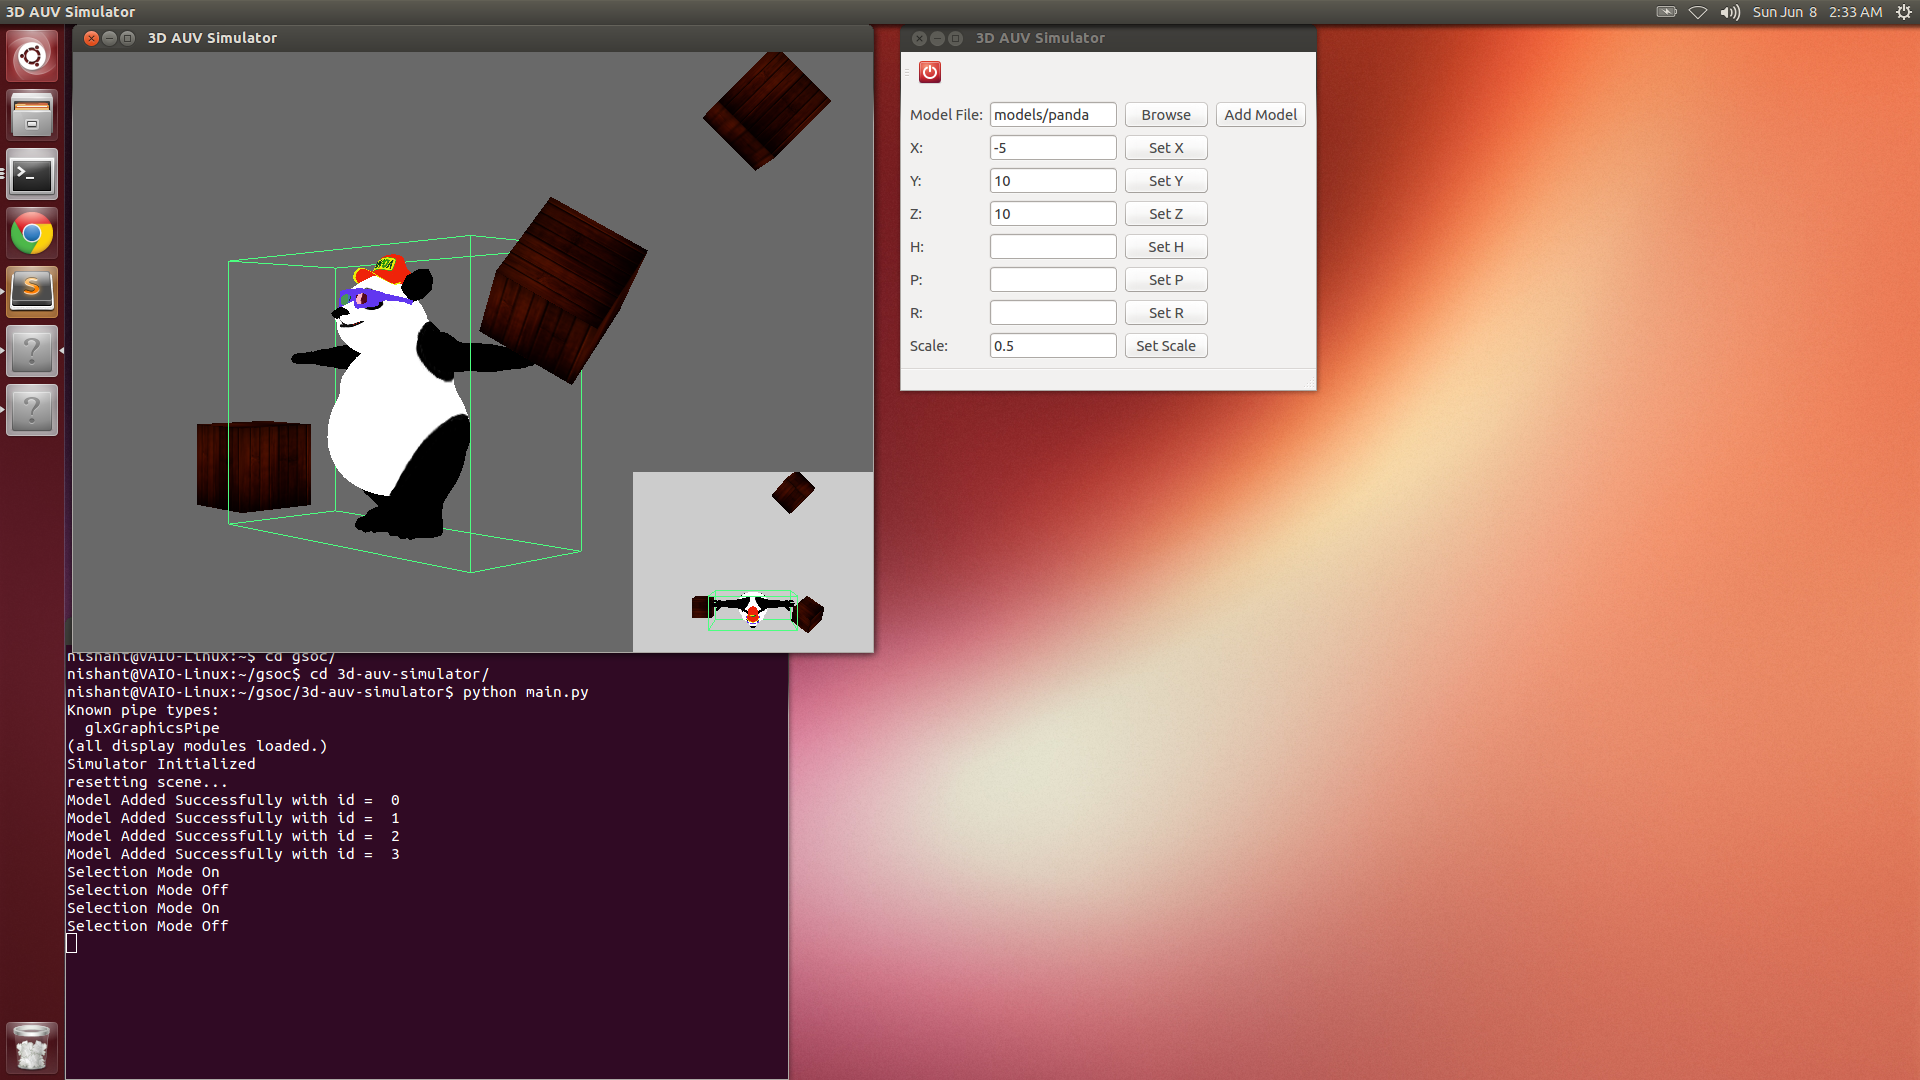 3D AUV Simulator
Sun Jun 8 2:33 AM
3D AUV Simulator
3D AUV Simulator
Model File: models/panda Browse Add Model
X: -5 Set X
Y: 10 Set Y
Z: 10 Set Z
H: Set H
P: Set P
R: Set R
Scale: 0.5 Set Scale
nishant@VAIO-Linux:~$ cd gsoc/
nishant@VAIO-Linux:~/gsoc$ cd 3d-auv-simulator/
nishant@VAIO-Linux:~/gsoc/3d-auv-simulator$ python main.py
Known pipe types:
glxGraphicsPipe
(all display modules loaded.)
Simulator Initialized
resetting scene...
Model Added Successfully with id = 0
Model Added Successfully with id = 1
Model Added Successfully with id = 2
Model Added Successfully with id = 3
Selection Mode On
Selection Mode Off
Selection Mode On
Selection Mode Off